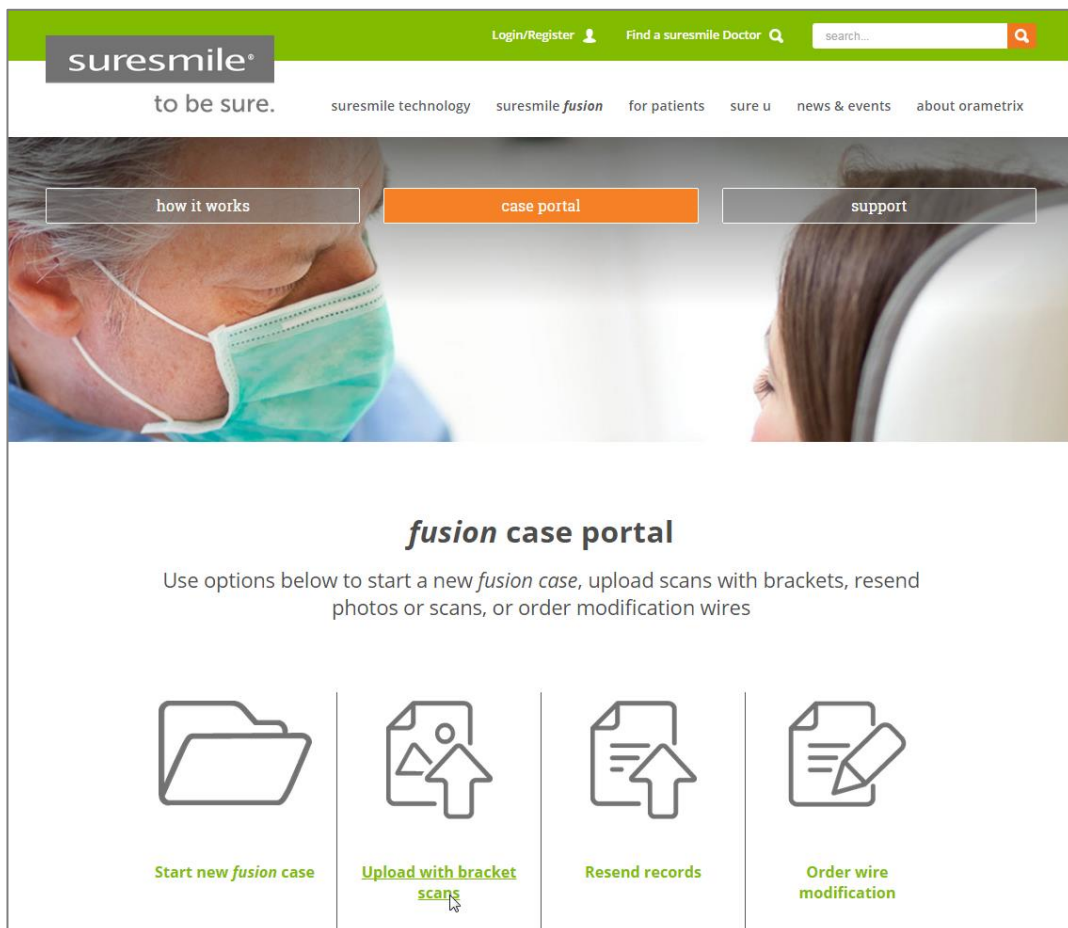 Login/Register Find a suresmile Doctor search...
suresmile®
to be sure.
suresmile technology suresmile fusion for patients sure u news & events about orametrix
how it works case portal support
fusion case portal
Use options below to start a new fusion case, upload scans with brackets, resend
photos or scans, or order modification wires
Start new fusion case
Upload with bracket
scans
Resend records
Order wire
modification